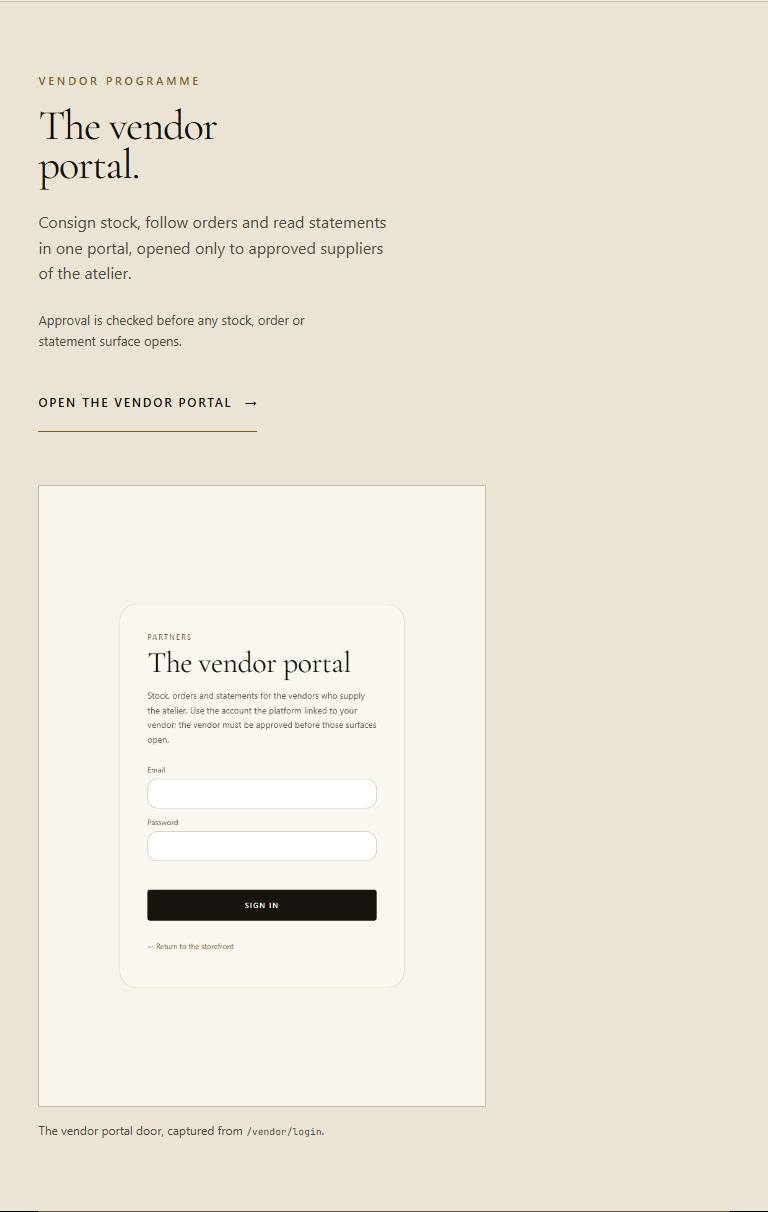 VENDOR PROGRAMME
The vendor
portal.
Consign stock, follow orders and read statements
in one portal, opened only to approved suppliers
of the atelier.
Approval is checked before any stock, order or
statement surface opens.
OPEN THE VENDOR PORTAL →
PARTNERS
The vendor portal
Stock, orders and statements for the vendors who supply
the atelier. Use the account the platform linked to your
vendor; the vendor must be approved before those surfaces
open.
Email
Password
SIGN IN
← Return to the storefront
The vendor portal door, captured from /vendor/login.